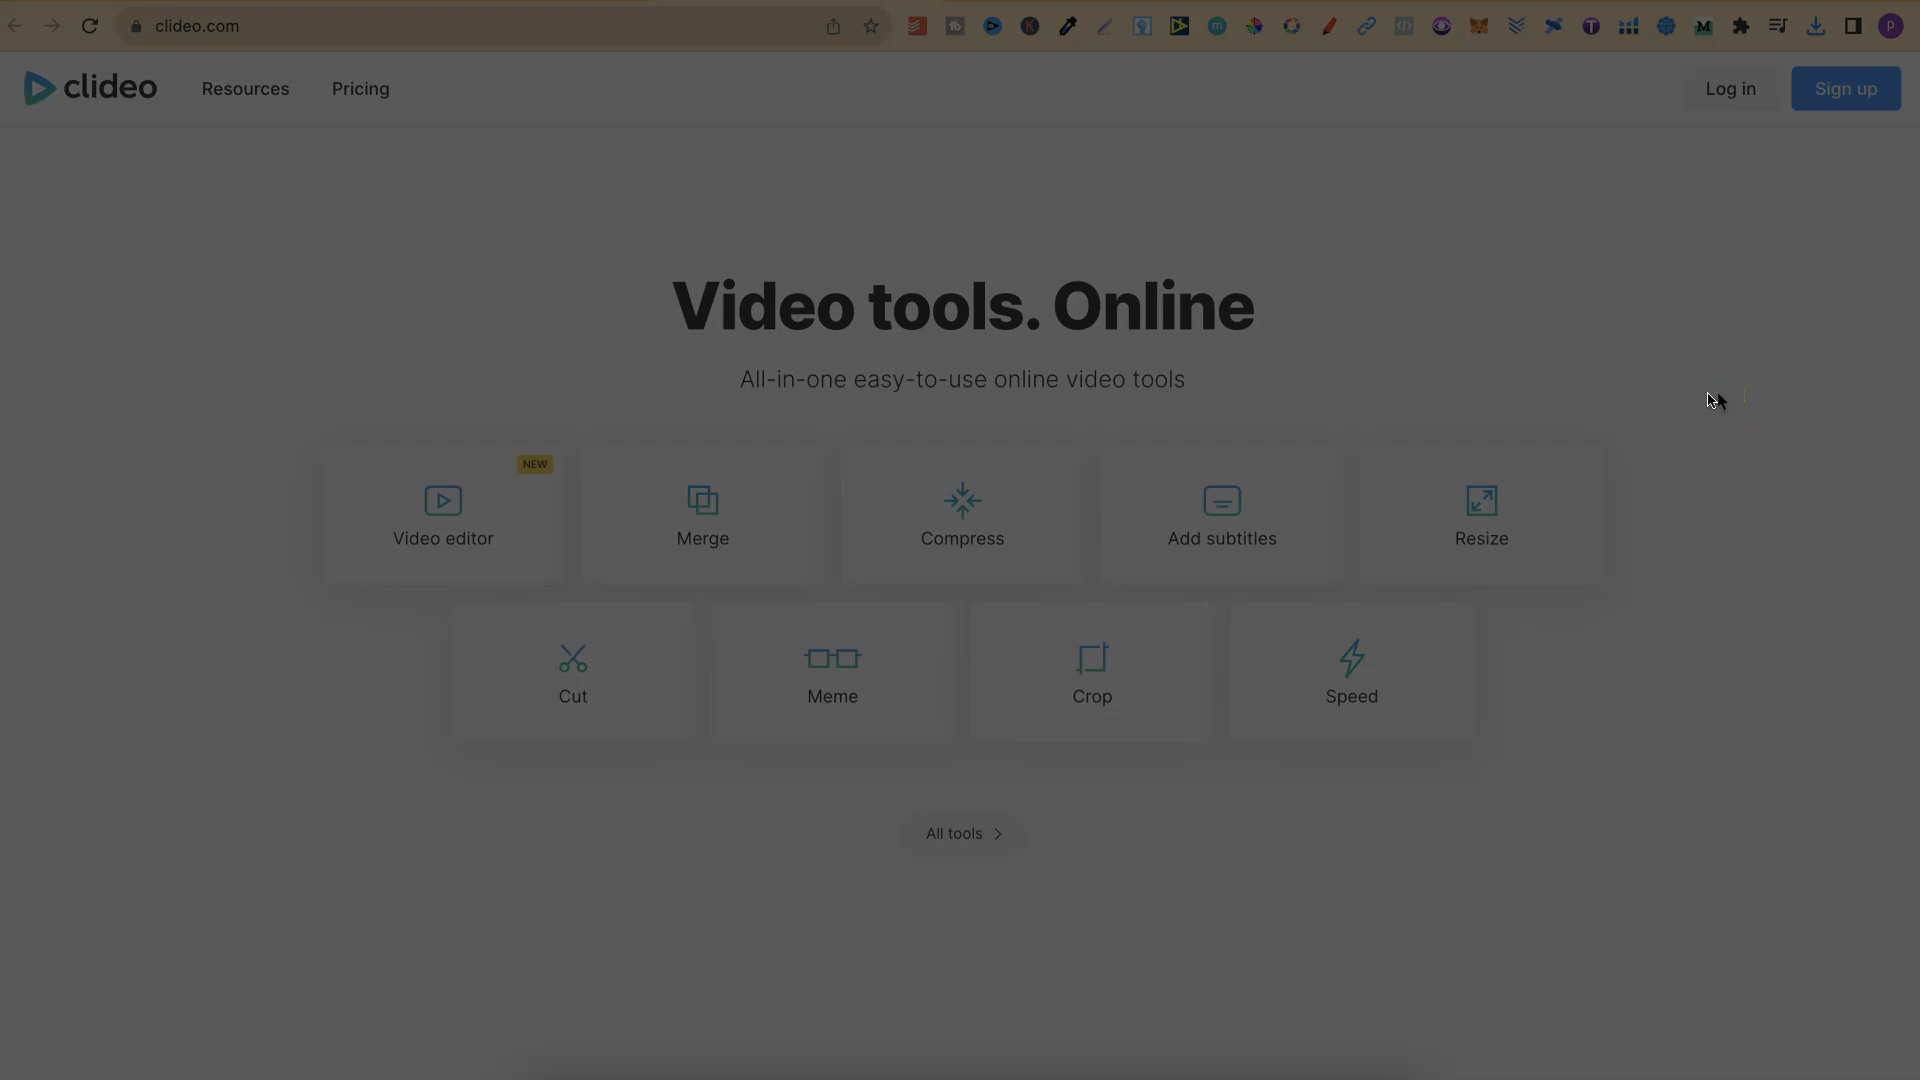 clideo.com
clideo
Resources
Pricing
Log in
Sign up
Video tools. Online
All-in-one easy-to-use online video tools
NEW
Video editor
Merge
Compress
Add subtitles
Resize
Cut
Meme
Crop
Speed
All tools